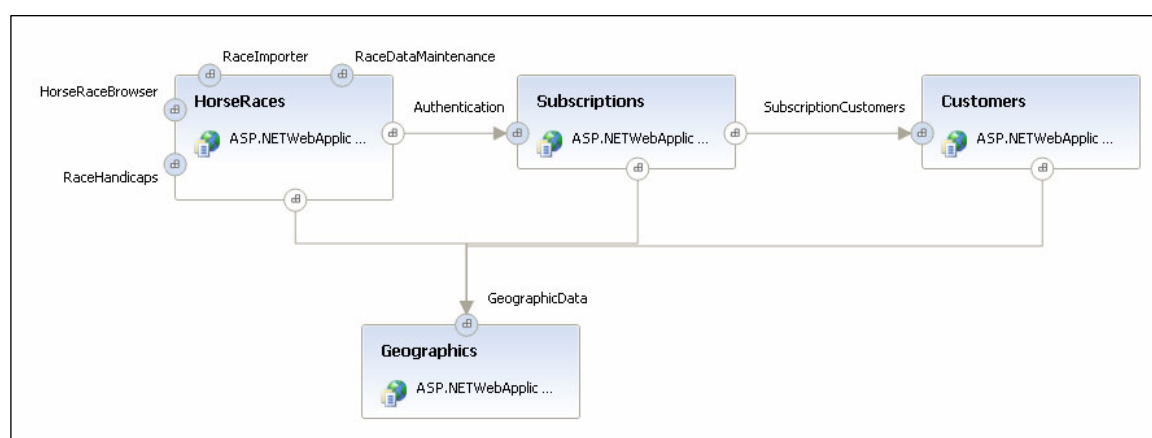 RaceImporter
RaceDataMaintenance
HorseRaceBrowser
HorseRaces
Authentication
Subscriptions
SubscriptionCustomers
Customers
ASP.NETWebApplic ...
ASP.NETWebApplic ...
ASP.NETWebApplic ...
RaceHandicaps
GeographicData
Geographics
ASP.NETWebApplic ...